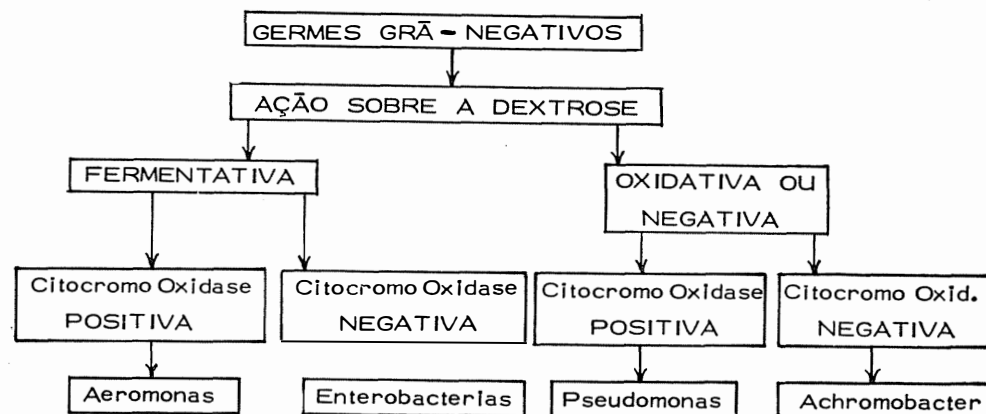 GERMES GRÃ-NEGATIVOS
AÇÃO SOBRE A DEXTROSE
FERMENTATIVA
OXIDATIVA OU
NEGATIVA
Citocromo Oxidase
POSITIVA
Citocromo Oxidase
NEGATIVA
Citocromo Oxidase
POSITIVA
Citocromo Oxid.
NEGATIVA
Aeromonas
Enterobacterias
Pseudomonas
Achromobacter